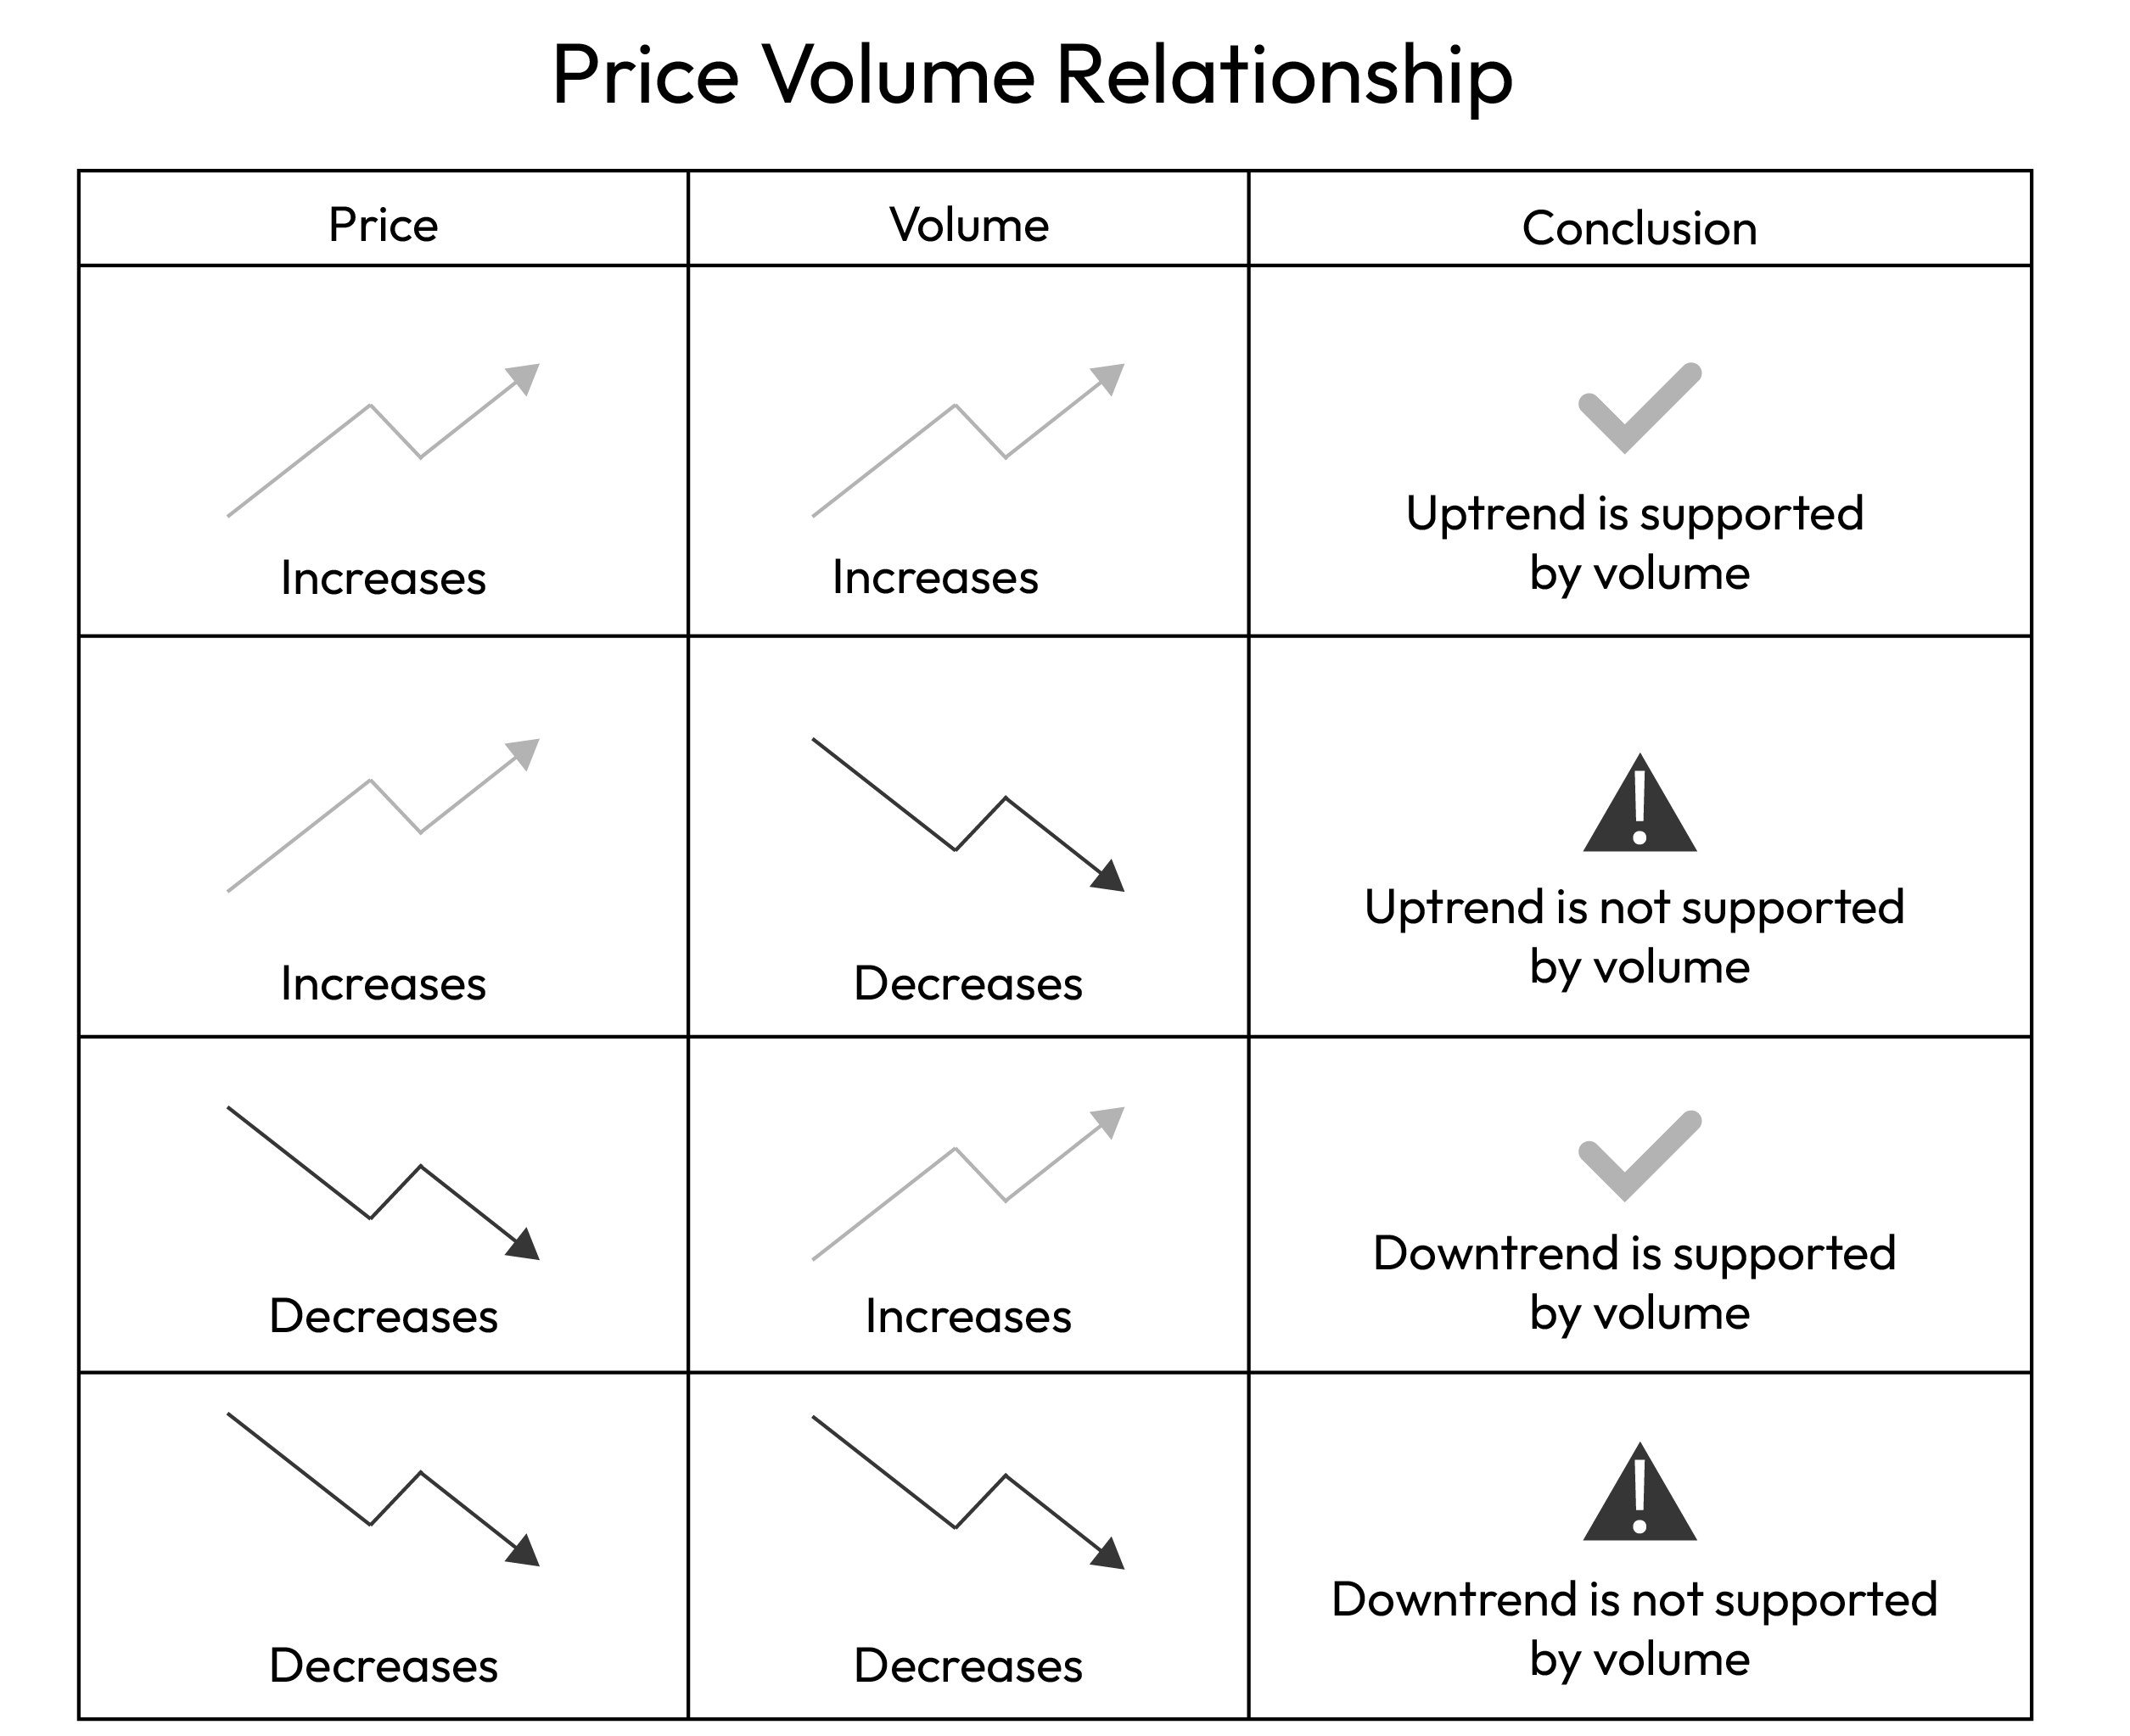 Price Volume Relationship
Price
Volume
Conclusion
Increases
Increases
Uptrend is supported
by volume
Increases
Decreases
Uptrend is not supported
by volume
Decreases
Increases
Downtrend is supported
by volume
Decreases
Decreases
Downtrend is not supported
by volume